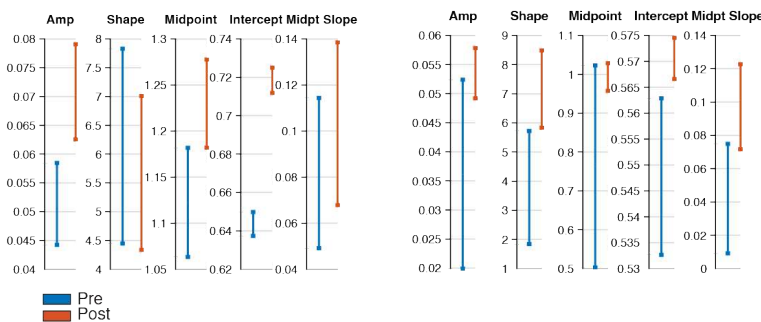 Amp Shape Midpoint Intercept Midpt Slope
0.08 8 1.3 0.74 0.14
0.075 7.5 0.72 0.12
0.07 7 1.25
0.065 6.5 0.7
0.06 6 1.2 0.1
0.055 5.5 1.15 0.68 0.08
0.05 5 0.66
0.045 4.5 1.1 0.64 0.06
0.04 4 1.05 0.62 0.04
Amp Shape Midpoint Intercept Midpt Slope
0.06 9 1.1 0.575 0.14
0.055 8 1 0.57 0.12
0.05 7 0.9 0.565 0.1
0.045 6 0.56
0.04 5 0.8 0.555 0.08
0.035 4 0.7 0.55 0.06
0.03 3 0.545 0.04
0.025 2 0.6 0.54 0.02
0.02 1 0.5 0.535 0
0.53
Pre
Post